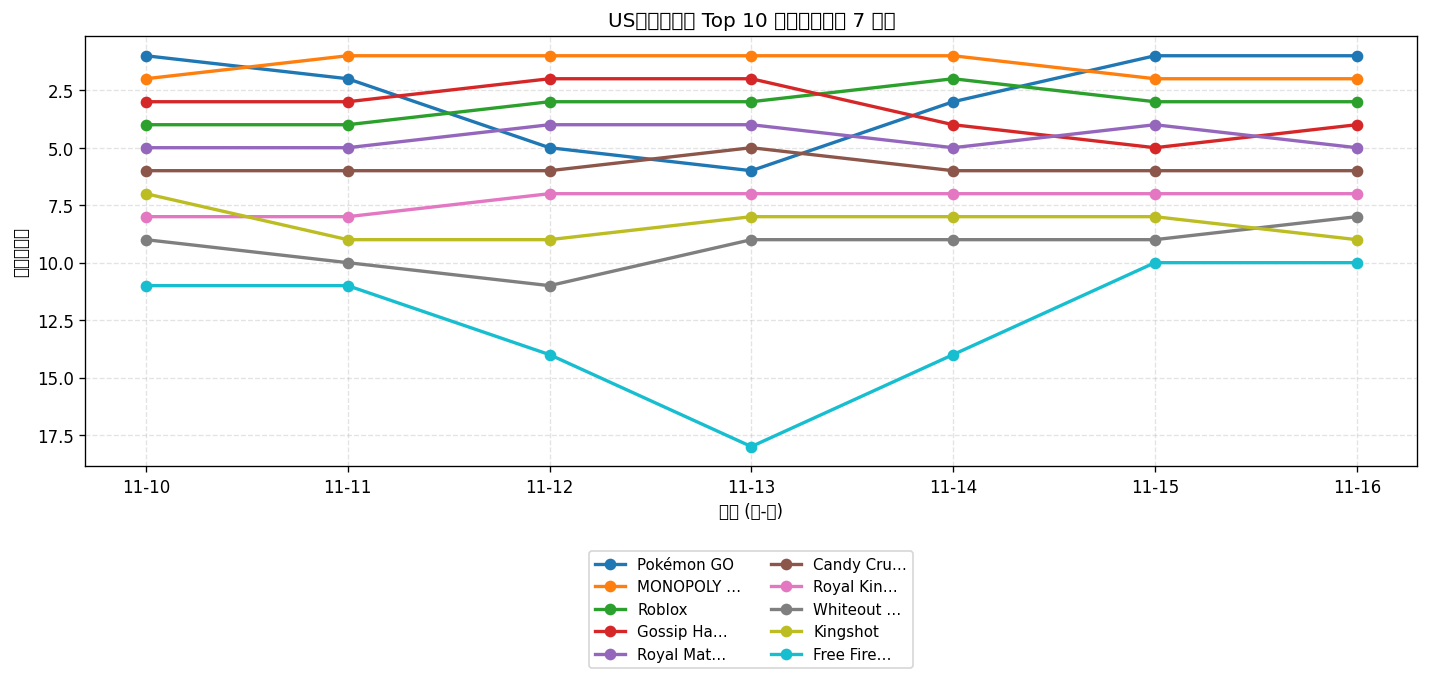 US Top 10 7
2.5
5.0
7.5
10.0
12.5
15.0
17.5
11-10 11-11 11-12 11-13 11-14 11-15 11-16
(-)
Pokémon GO
MONOPOLY ...
Roblox
Gossip Ha...
Royal Mat...
Candy Cru...
Royal Kin...
Whiteout ...
Kingshot
Free Fire...